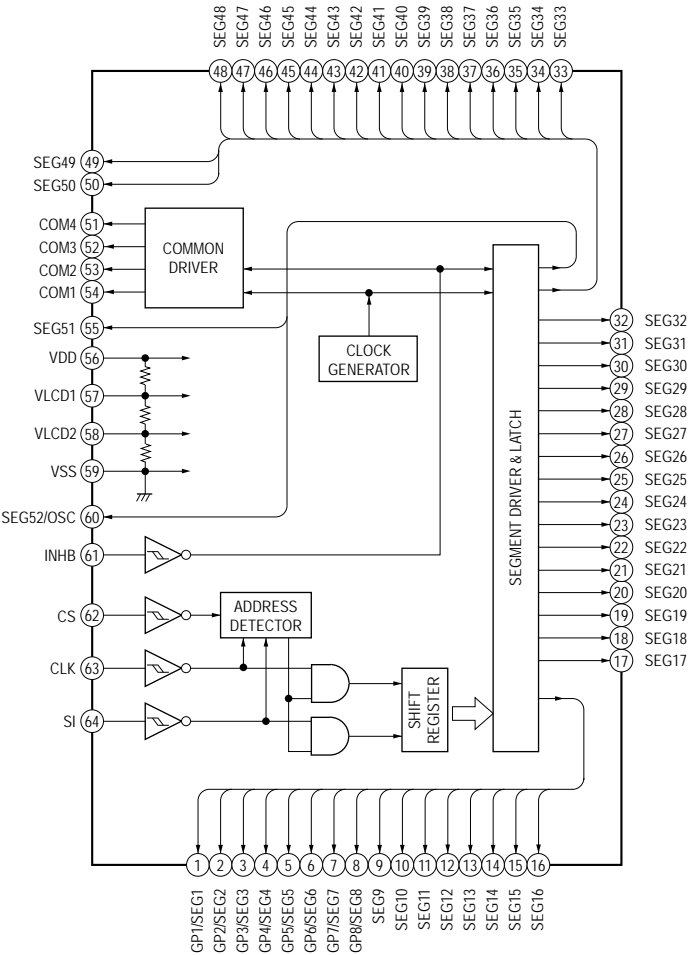 SEG48
SEG47
SEG46
SEG45
SEG44
SEG43
SEG42
SEG41
SEG40
SEG39
SEG38
SEG37
SEG36
SEG35
SEG34
SEG33
48
47
46
45
44
43
42
41
40
39
38
37
36
35
34
33
SEG49 49
SEG50 50
COM4 51
COM3 52
COM2 53
COM1 54
SEG51 55
VDD 56
VLCD1 57
VLCD2 58
VSS 59
SEG52/OSC 60
INHB 61
CS 62
CLK 63
SI 64
COMMON
DRIVER
CLOCK
GENERATOR
ADDRESS
DETECTOR
SHIFT
REGISTER
SEGMENT DRIVER & LATCH
32 SEG32
31 SEG31
30 SEG30
29 SEG29
28 SEG28
27 SEG27
26 SEG26
25 SEG25
24 SEG24
23 SEG23
22 SEG22
21 SEG21
20 SEG20
19 SEG19
18 SEG18
17 SEG17
1
2
3
4
5
6
7
8
9
10
11
12
13
14
15
16
GP1/SEG1
GP2/SEG2
GP3/SEG3
GP4/SEG4
GP5/SEG5
GP6/SEG6
GP7/SEG7
GP8/SEG8
SEG9
SEG10
SEG11
SEG12
SEG13
SEG14
SEG15
SEG16